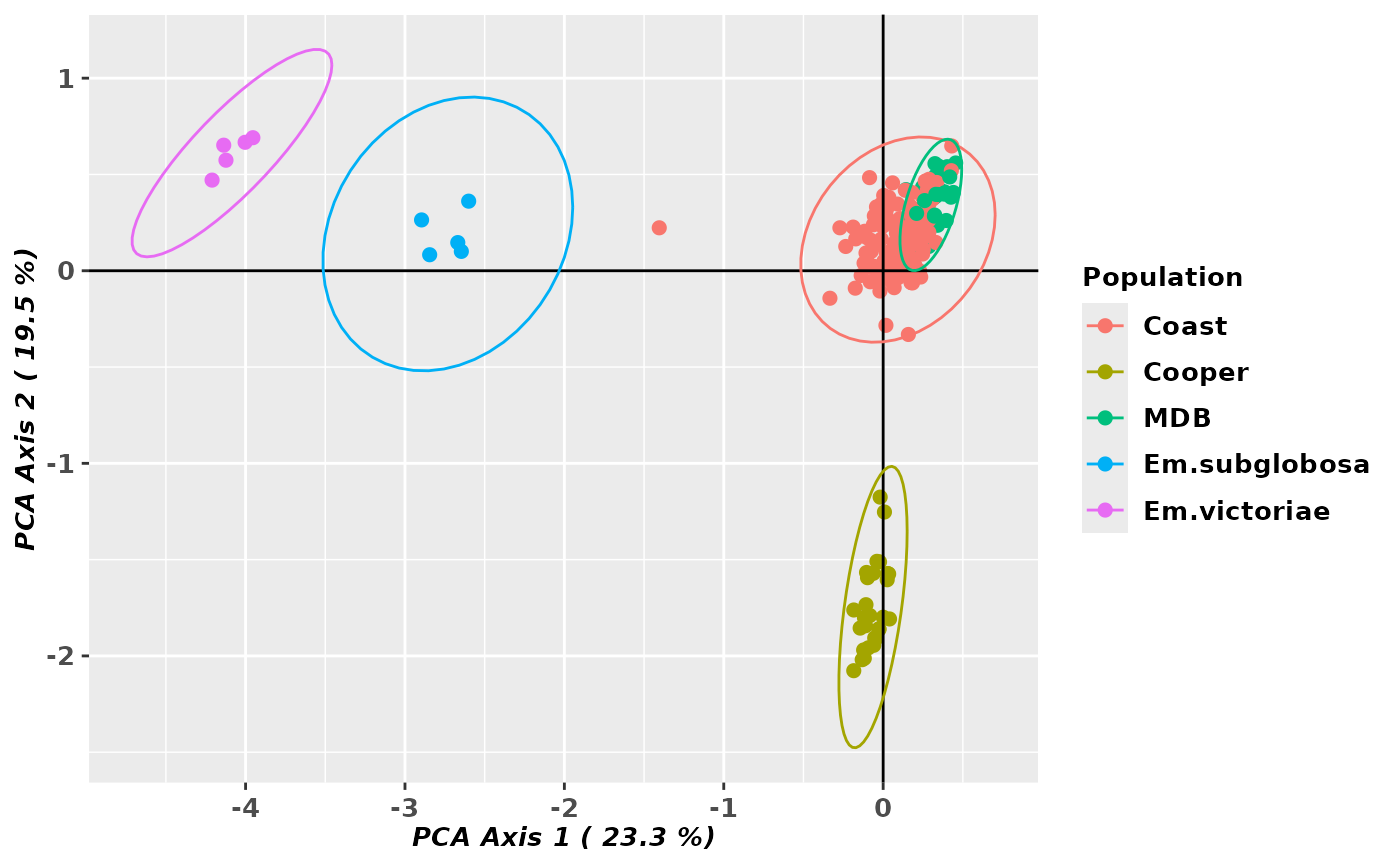 1
0
-1
-2
PCA Axis 2 ( 19.5 %)
-4
-3
-2
-1
0
PCA Axis 1 ( 23.3 %)
Population
Coast
Cooper
MDB
Em.subglobosa
Em.victoriae